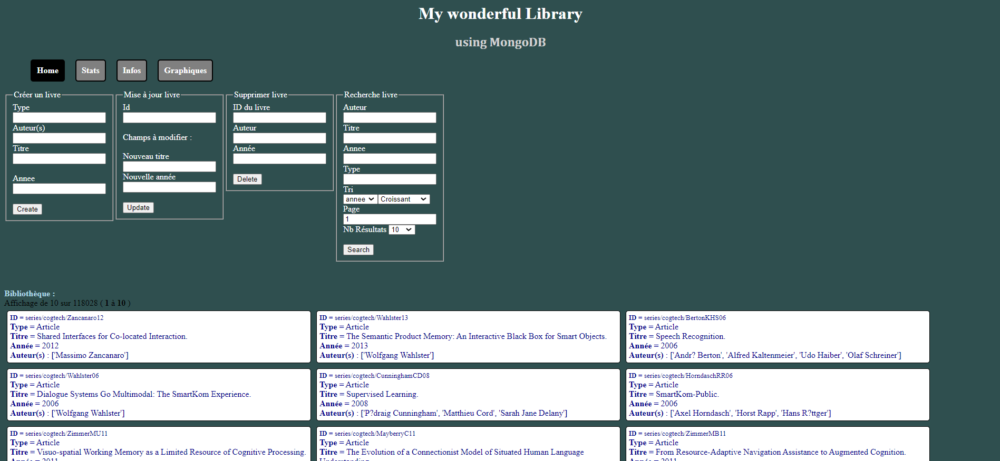 My wonderful Library
using MongoDB
Home Stats Infos Graphiques
Créer un livre
Type
Auteur(s)
Titre
Annee
Create
Mise à jour livre
Id
Champs à modifier :
Nouveau titre
Nouvelle année
Update
Supprimer livre
ID du livre
Auteur
Année
Delete
Recherche livre
Auteur
Titre
Annee
Type
Tri
annee Croissant
Page
1
Nb Résultats 10
Search
Bibliothèque :
Affichage de 10 sur 118028 ( 1 à 10 )
ID = series/cogtech/Zancanaro12
Type = Article
Titre = Shared Interfaces for Co-located Interaction.
Année = 2012
Auteur(s) : ['Massimo Zancanaro']
ID = series/cogtech/Wahlster13
Type = Article
Titre = The Semantic Product Memory: An Interactive Black Box for Smart Objects.
Année = 2013
Auteur(s) : ['Wolfgang Wahlster']
ID = series/cogtech/BertonKHS06
Type = Article
Titre = Speech Recognition.
Année = 2006
Auteur(s) : ['Andr? Berton', 'Alfred Kaltenmeier', 'Udo Haiber', 'Olaf Schreiner']
ID = series/cogtech/Wahlster06
Type = Article
Titre = Dialogue Systems Go Multimodal: The SmartKom Experience.
Année = 2006
Auteur(s) : ['Wolfgang Wahlster']
ID = series/cogtech/CunninghamCD08
Type = Article
Titre = Supervised Learning.
Année = 2008
Auteur(s) : ['P?draig Cunningham', 'Matthieu Cord', 'Sarah Jane Delany']
ID = series/cogtech/HorndaschRR06
Type = Article
Titre = SmartKom-Public.
Année = 2006
Auteur(s) : ['Axel Horndasch', 'Horst Rapp', 'Hans R?ttger']
ID = series/cogtech/ZimmerMU11
Type = Article
Titre = Visuo-spatial Working Memory as a Limited Resource of Cognitive Processing.
Année = 2011
ID = series/cogtech/MayberryC11
Type = Article
Titre = The Evolution of a Connectionist Model of Situated Human Language
Understanding.
ID = series/cogtech/ZimmerMB11
Type = Article
Titre = From Resource-Adaptive Navigation Assistance to Augmented Cognition.
Année = 2011